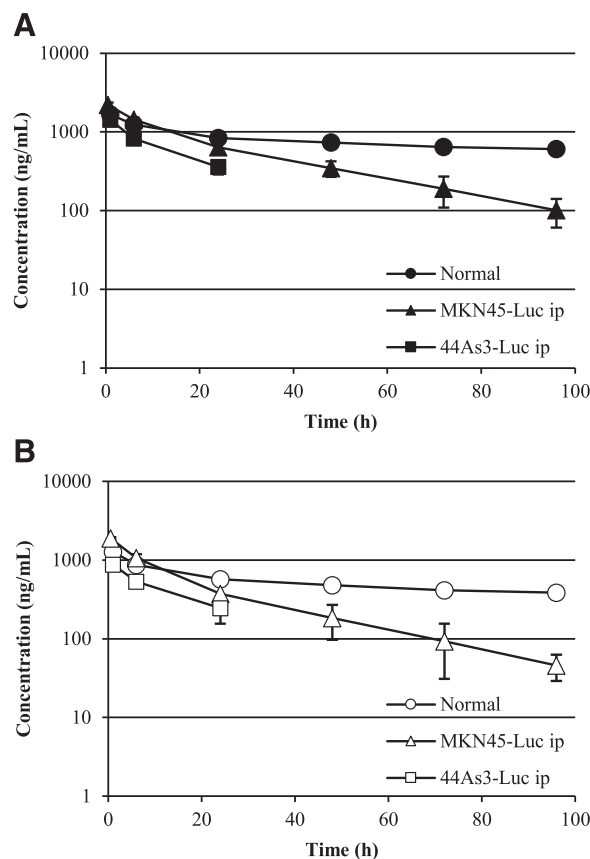 A
Concentration (ng/mL)
10000
1000
100
10
1
Normal
MKN45-Luc ip
44As3-Luc ip
0 20 40 60 80 100
Time (h)
B
Concentration (ng/mL)
10000
1000
100
10
1
Normal
MKN45-Luc ip
44As3-Luc ip
0 20 40 60 80 100
Time (h)